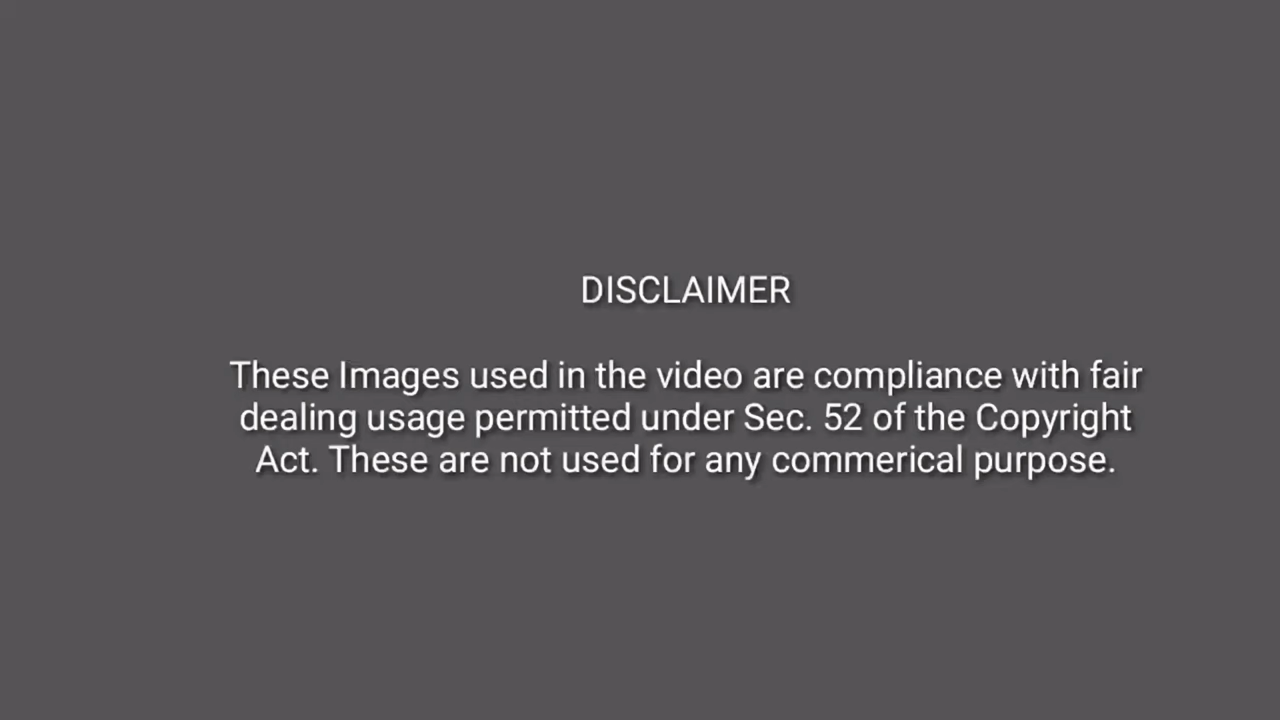 DISCLAIMER
These Images used in the video are compliance with fair
dealing usage permitted under Sec. 52 of the Copyright
Act. These are not used for any commerical purpose.